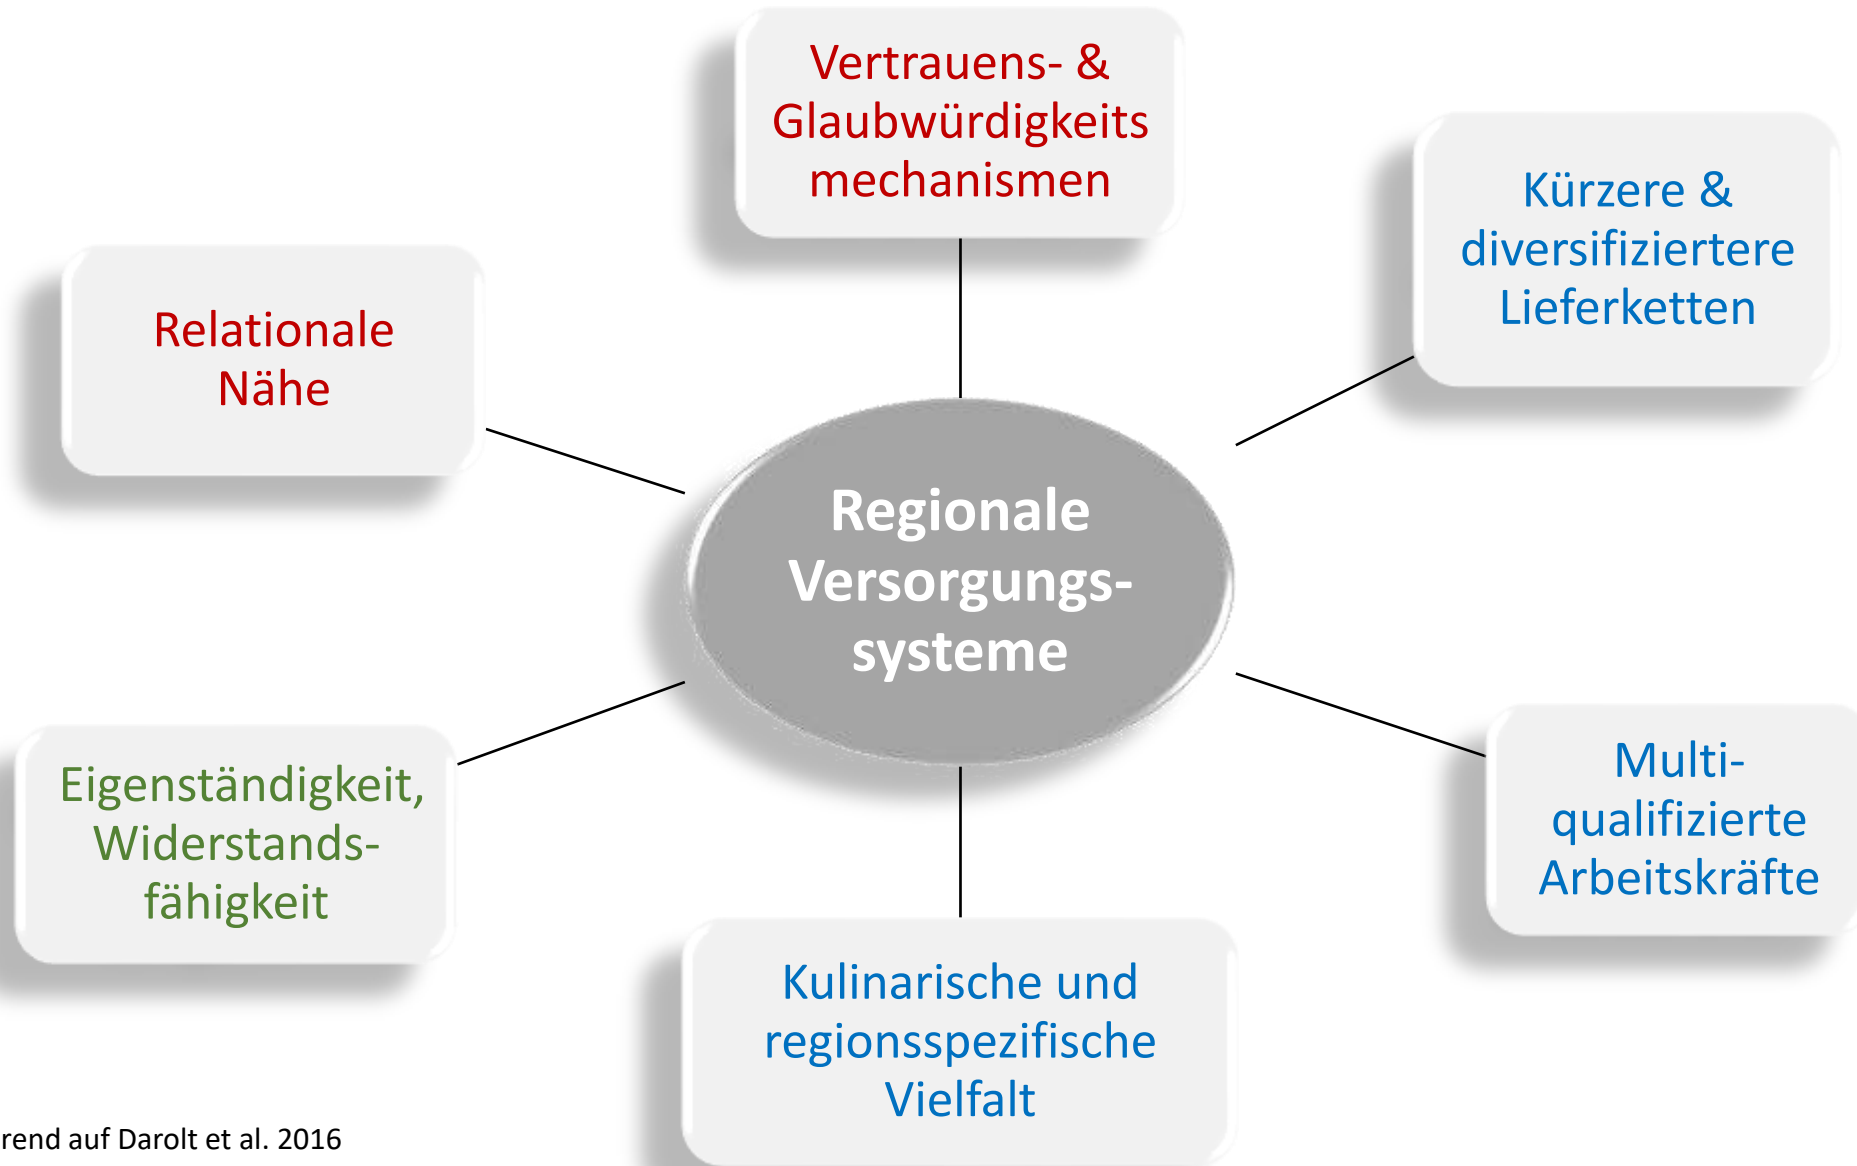 Vertrauens- &
Glaubwürdigkeits
mechanismen
Kürzere &
diversifiziertere
Lieferketten
Relationale
Nähe
Regionale
Versorgungs-
systeme
Eigenständigkeit,
Widerstands-
fähigkeit
Multi-
qualifizierte
Arbeitskräfte
Kulinarische und
regionsspezifische
Vielfalt
rend auf Darolt et al. 2016